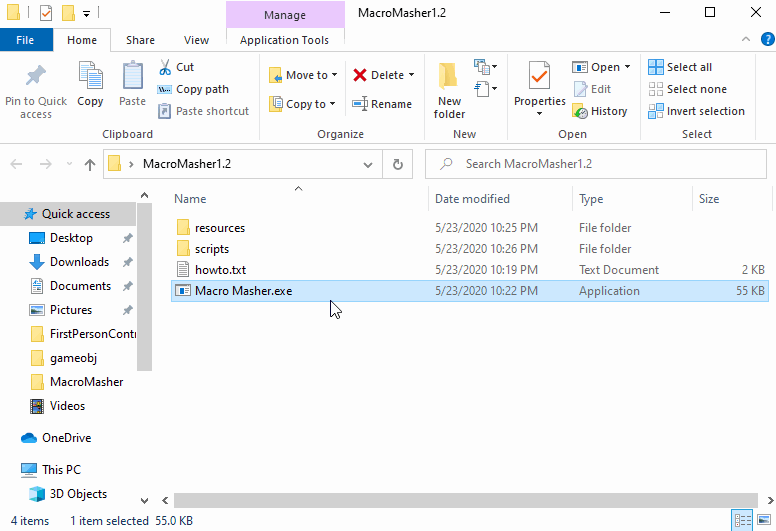 Manage
MacroMasher1.2
File
Home
Share
View
Application Tools
Pin to Quick access
Copy
Paste
Cut
Copy path
Paste shortcut
Clipboard
Move to
Copy to
Delete
Rename
Organize
New folder
New
Properties
Open
Edit
History
Open
Select all
Select none
Invert selection
Select
MacroMasher1.2
Search MacroMasher1.2
Name
Date modified
Type
Size
Quick access
Desktop
Downloads
Documents
Pictures
FirstPersonContr
gameobj
MacroMasher
Videos
OneDrive
This PC
3D Objects
resources 5/23/2020 10:25 PM File folder
scripts 5/23/2020 10:26 PM File folder
howto.txt 5/23/2020 10:19 PM Text Document 2 KB
Macro Masher.exe 5/23/2020 10:22 PM Application 55 KB
4 items 1 item selected 55.0 KB